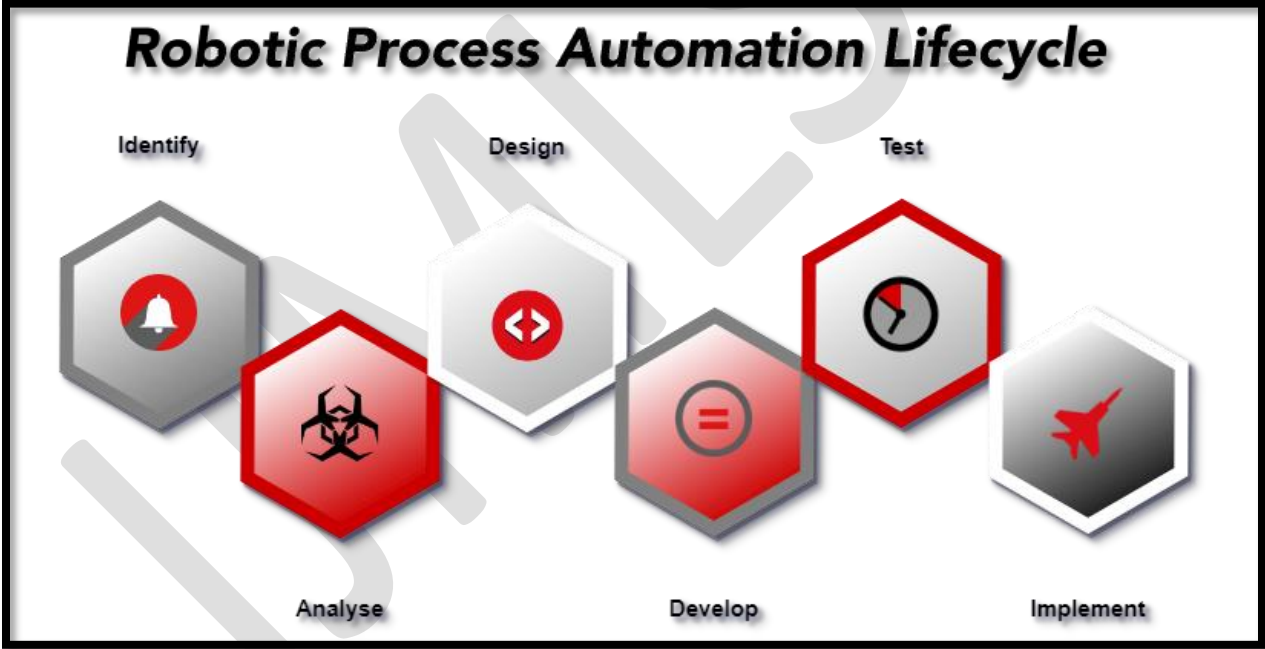 Robotic Process Automation Lifecycle
Identify
Design
Test
Analyse
Develop
Implement